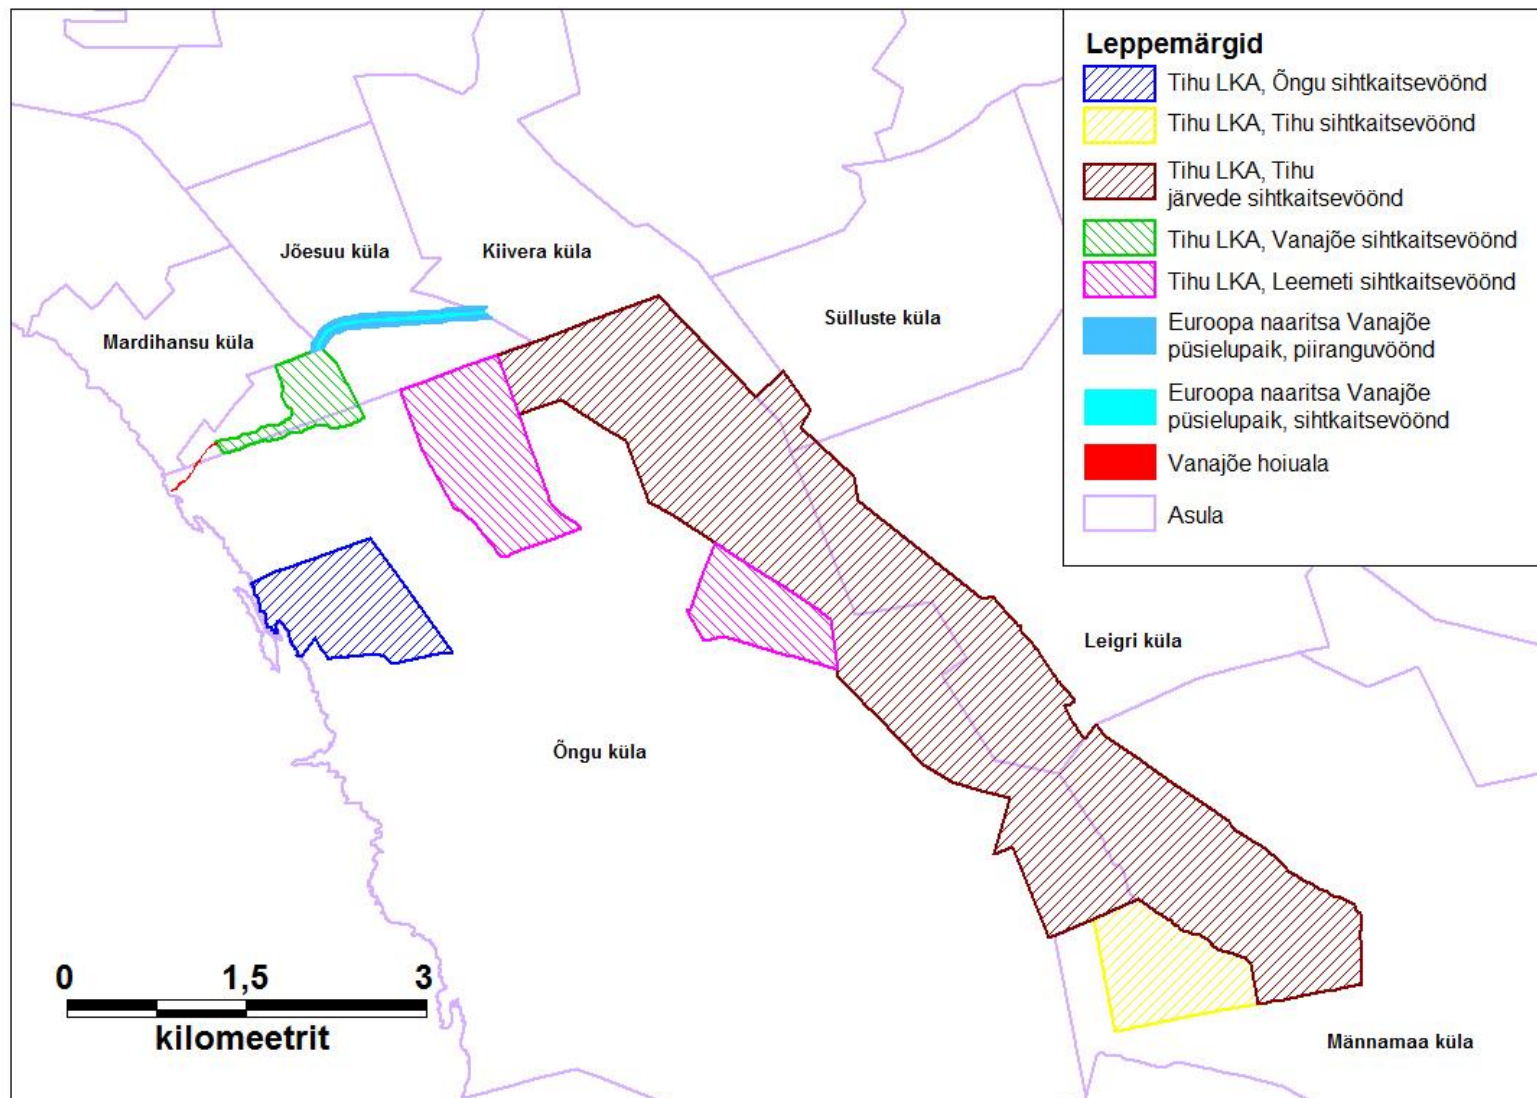 Leppemärgid
Tihu LKA, Õngu sihtkaitsevöönd
Tihu LKA, Tihu sihtkaitsevöönd
Tihu LKA, Tihu
järvede sihtkaitsevöönd
Tihu LKA, Vanajõe sihtkaitsevöönd
Tihu LKA, Leemeti sihtkaitsevöönd
Euroopa naaritsa Vanajõe
püsielupaik, piiranguvöönd
Euroopa naaritsa Vanajõe
püsielupaik, sihtkaitsevöönd
Vanajõe hoiuala
Asula
Jõesuu küla
Kiivera küla
Sülluste küla
Mardihansu küla
Leigri küla
Õngu küla
Männamaa küla
0 1,5 3
kilomeetrit